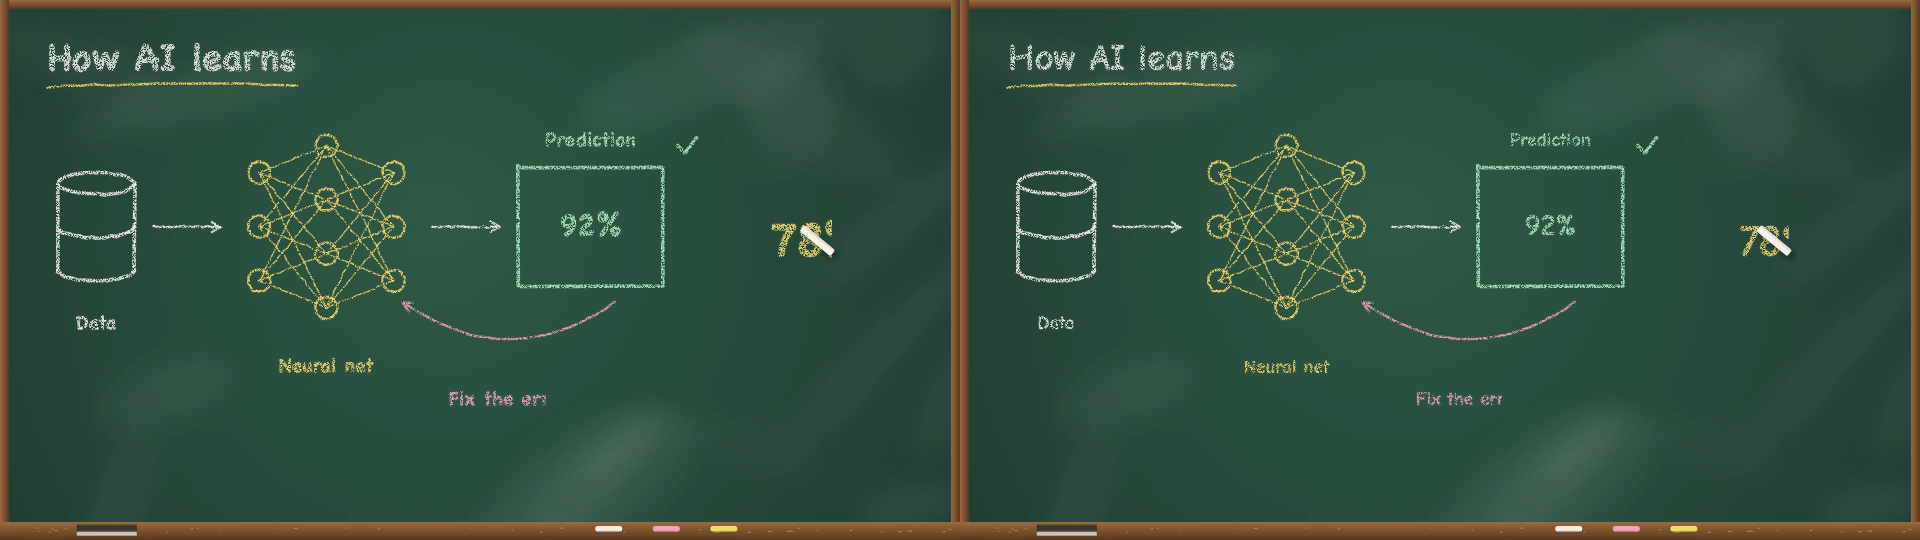 How AI learns
Prediction
92%
78
Data
Neural net
Fix the err
How AI learns
Prediction
92%
Data
Neural net
Fix the err